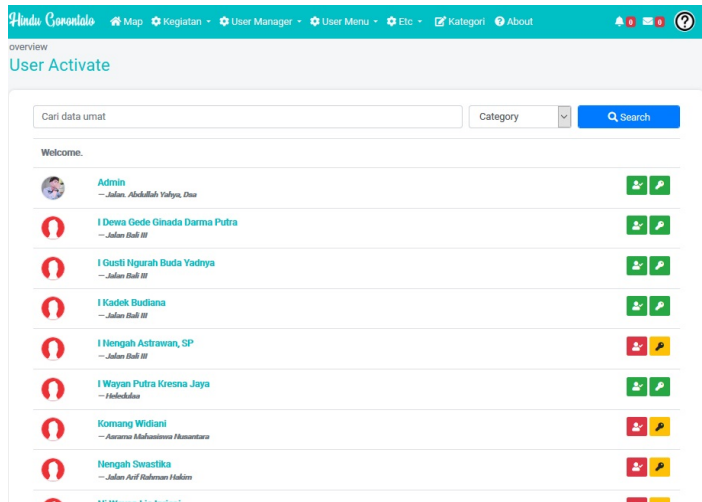 Hindu Gorontalo Map Kegiatan User Manager User Menu Etc Kategori About 0 0
overview
User Activate
Cari data umat Category Search
Welcome.
Admin
— Jalan. Abdullah Yahya, Dsa
I Dewa Gede Ginada Darma Putra
— Jalan Bali III
I Gusti Ngurah Buda Yadnya
— Jalan Bali III
I Kadek Budiana
— Jalan Bali III
I Nengah Astrawan, SP
— Jalan Bali III
I Wayan Putra Kresna Jaya
— Heledulaa
Komang Widiani
— Asrama Mahasiswa Nusantara
Nengah Swastika
— Jalan Arif Rahman Hakim